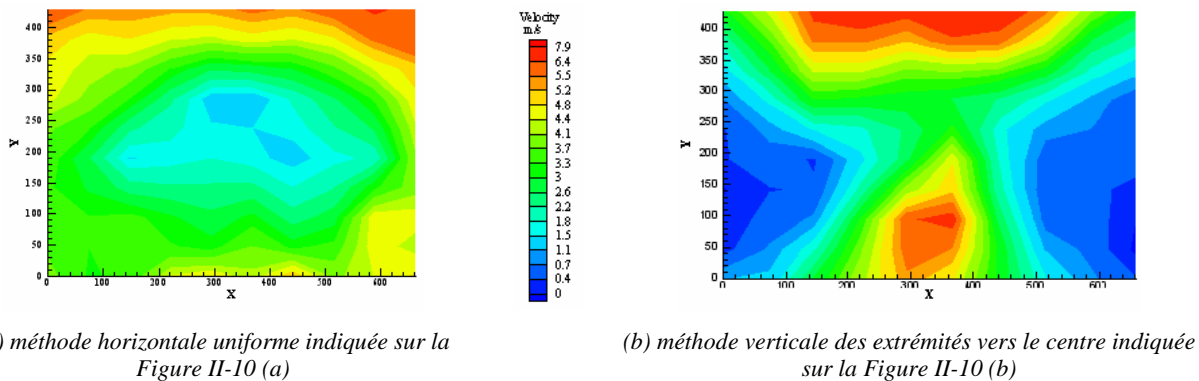 400
350
300
250
200
150
100
50
0
Y
0 100 200 300 400 500 600
X
Velocity
m/s
7.9
6.4
5.5
4.8
4.1
3.7
3.3
3
2.6
2.2
1.8
1.5
1.1
0.7
0.4
0
400
350
300
250
200
150
100
50
0
Y
0 100 200 300 400 500 600
X
) méthode horizontale uniforme indiquée sur la
Figure II-10 (a)
(b) méthode verticale des extrémités vers le centre indiquée
sur la Figure II-10 (b)